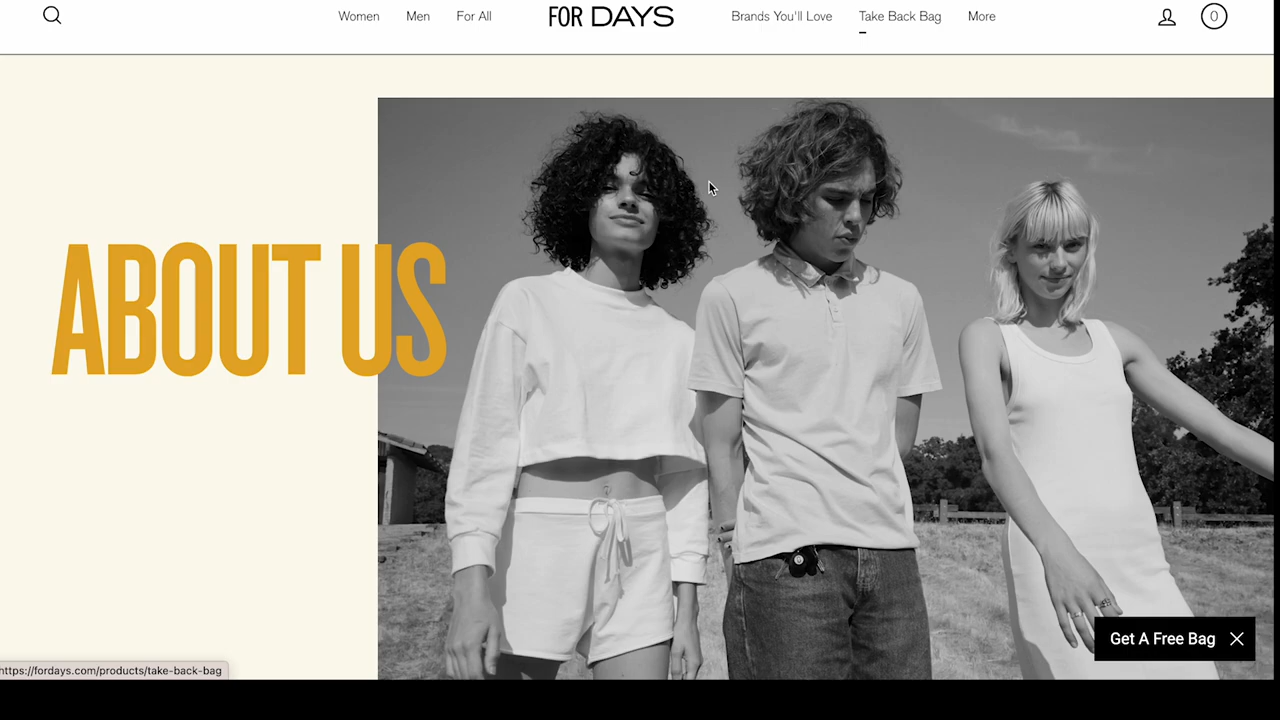 Women Men For All FOR DAYS Brands You'll Love Take Back Bag More 0
ABOUT US
Get A Free Bag
https://fordays.com/products/take-back-bag